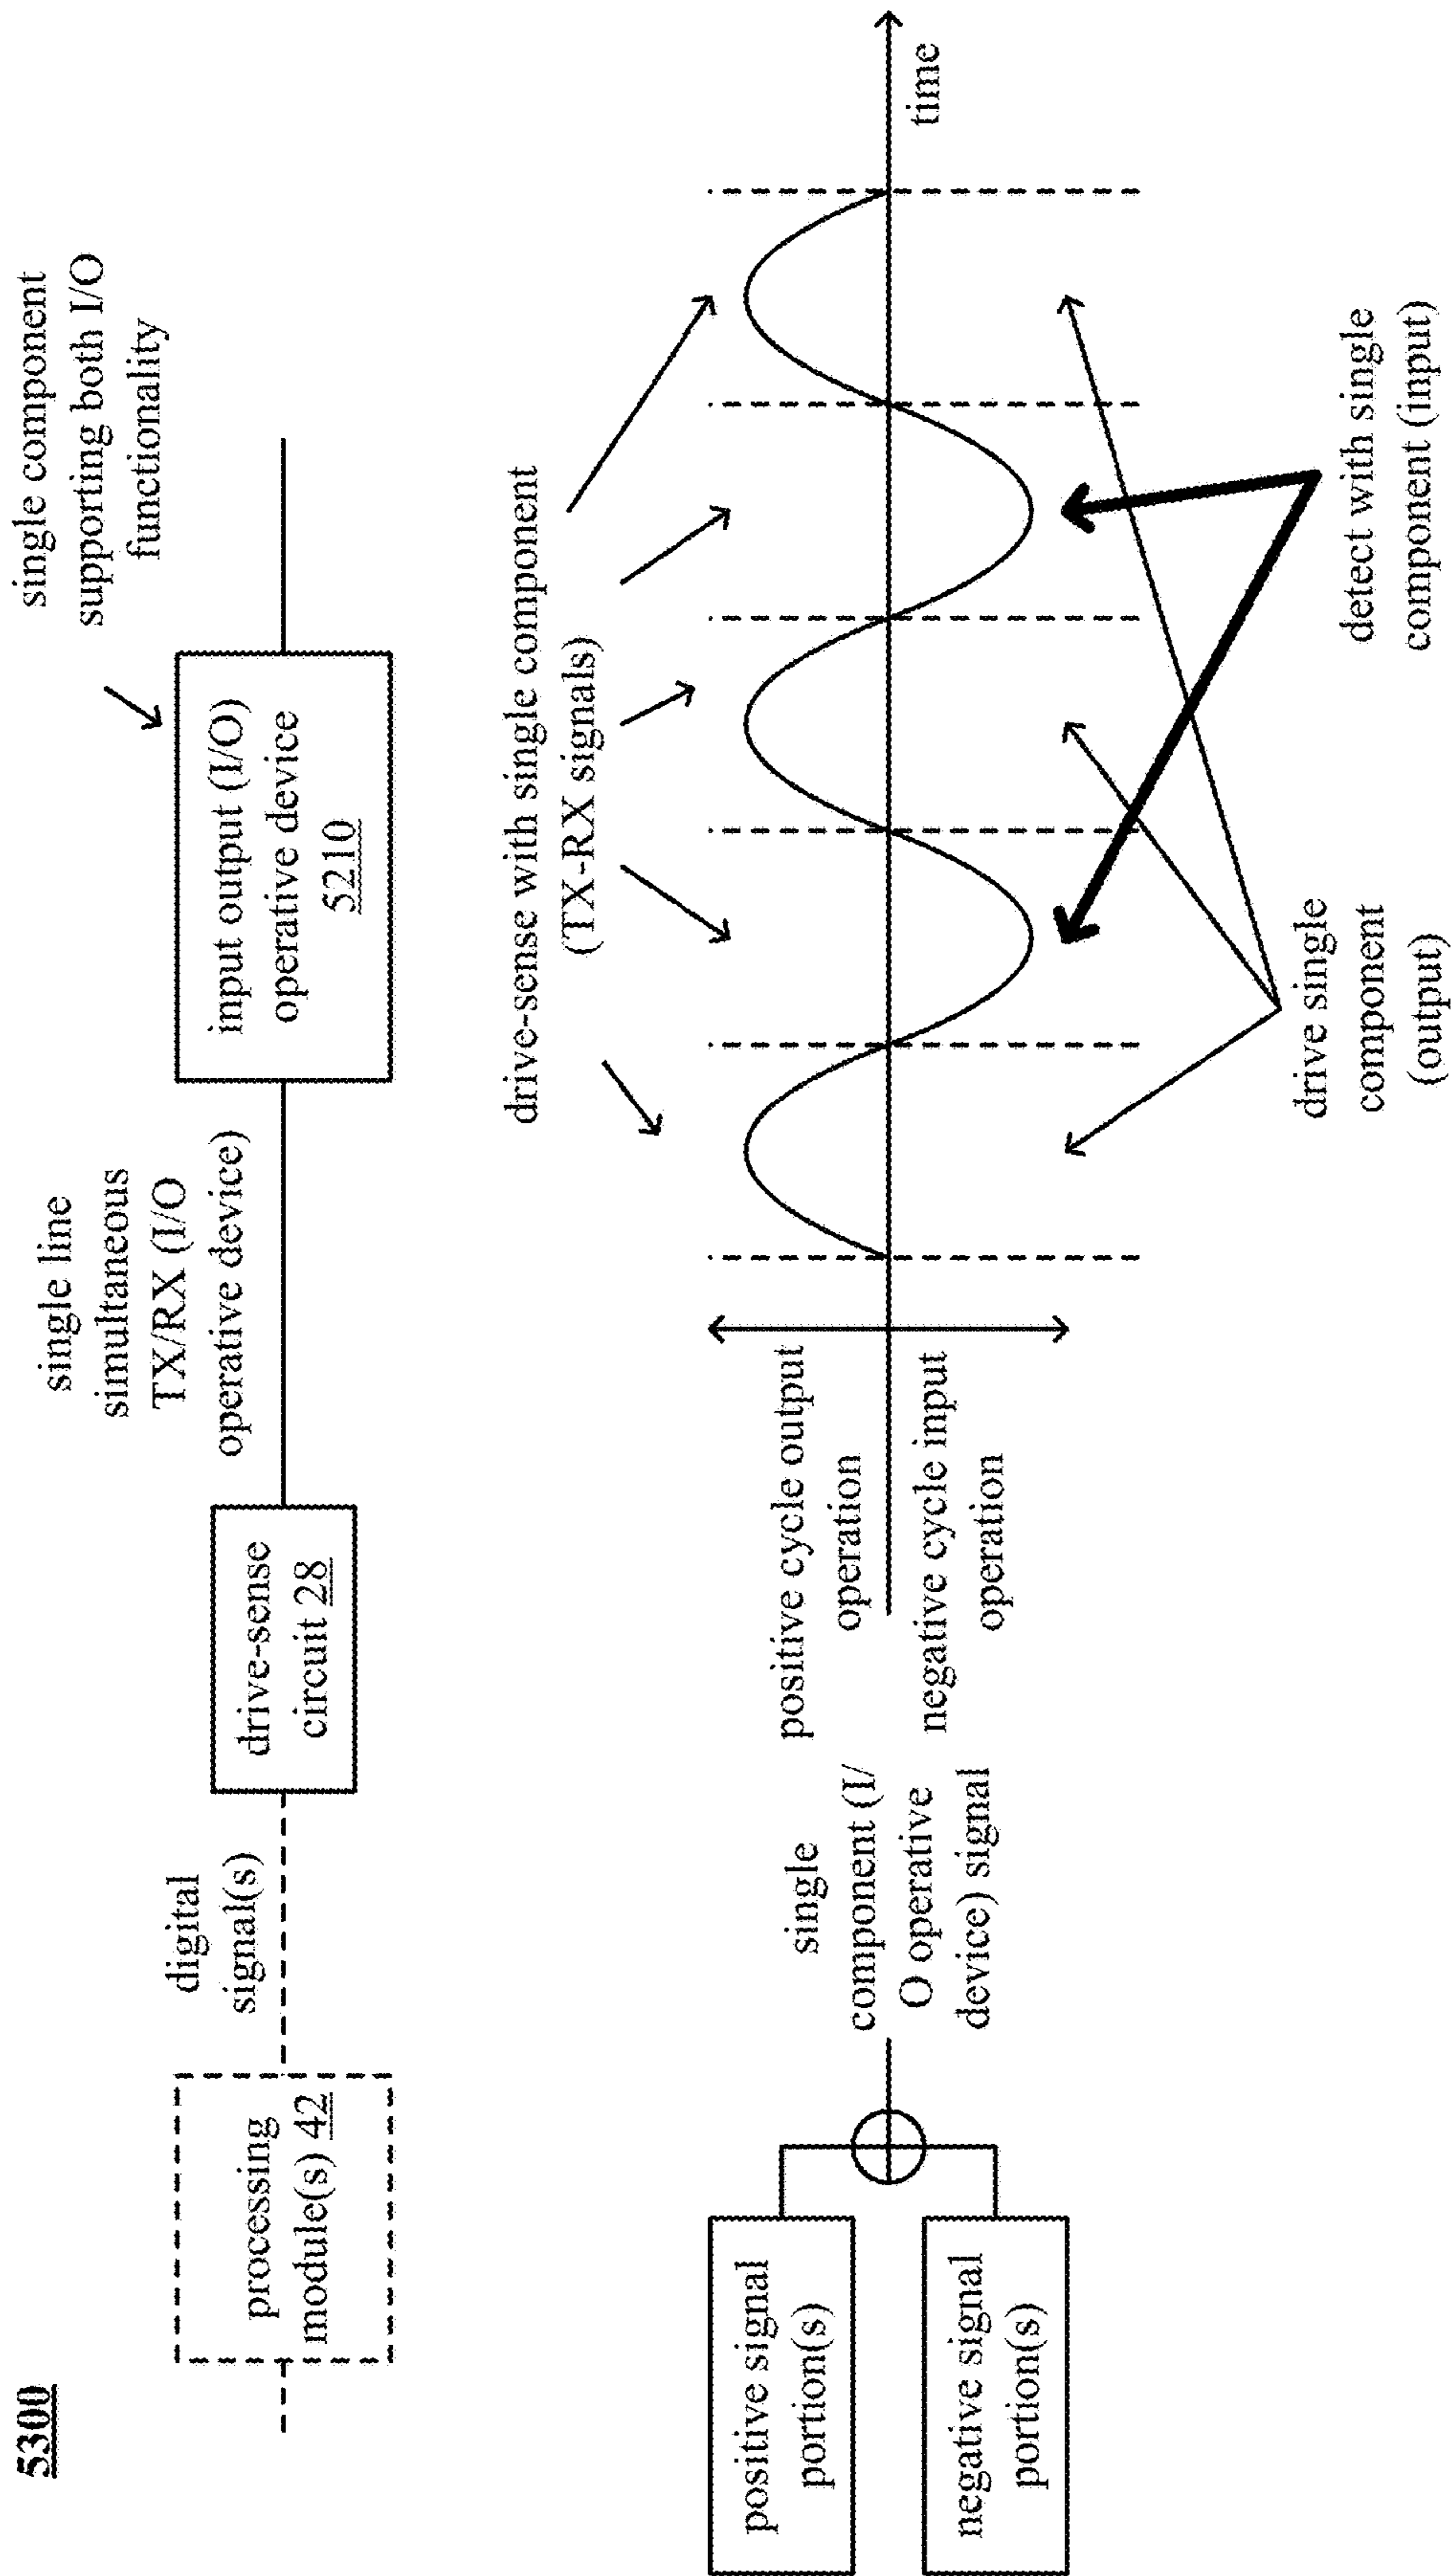 5300
processing
module(s) 42
digital
signal(s)
drive-sense
circuit 28
single line
simultaneous
TX/RX (I/O
operative device)
input output (I/O)
operative device
5210
single component
supporting both I/O
functionality
positive signal
portion(s)
negative signal
portion(s)
single
component (I/
O operative
device) signal
positive cycle output
operation
negative cycle input
operation
drive-sense with single component
(TX-RX signals)
time
drive single
component
(output)
detect with single
component (input)